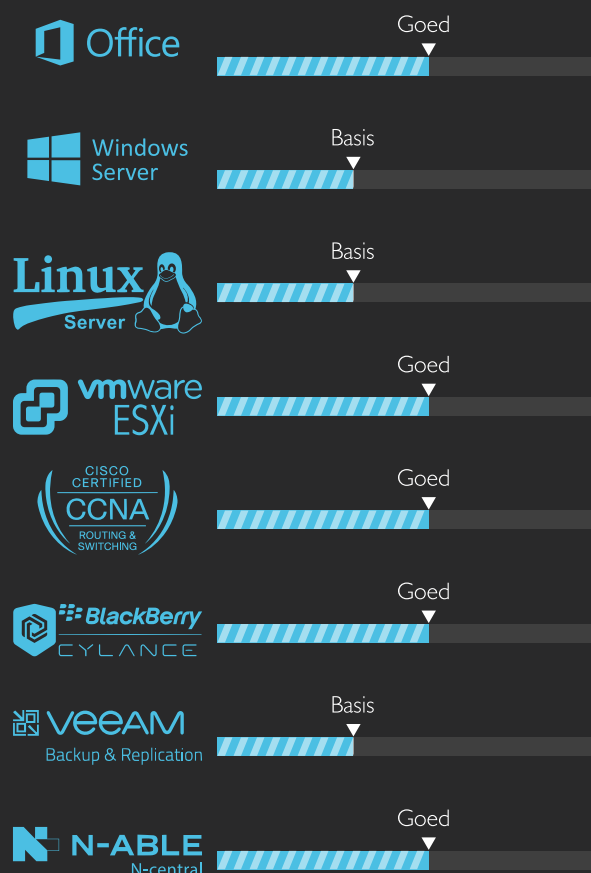 Office
Goed
Windows
Server
Basis
Linux
Server
Basis
vmware
ESXi
Goed
CISCO
CERTIFIED
CCNA
ROUTING &
SWITCHING
Goed
BlackBerry
CYLANCE
Goed
veeAM
Backup & Replication
Basis
N-ABLE
N-central
Goed